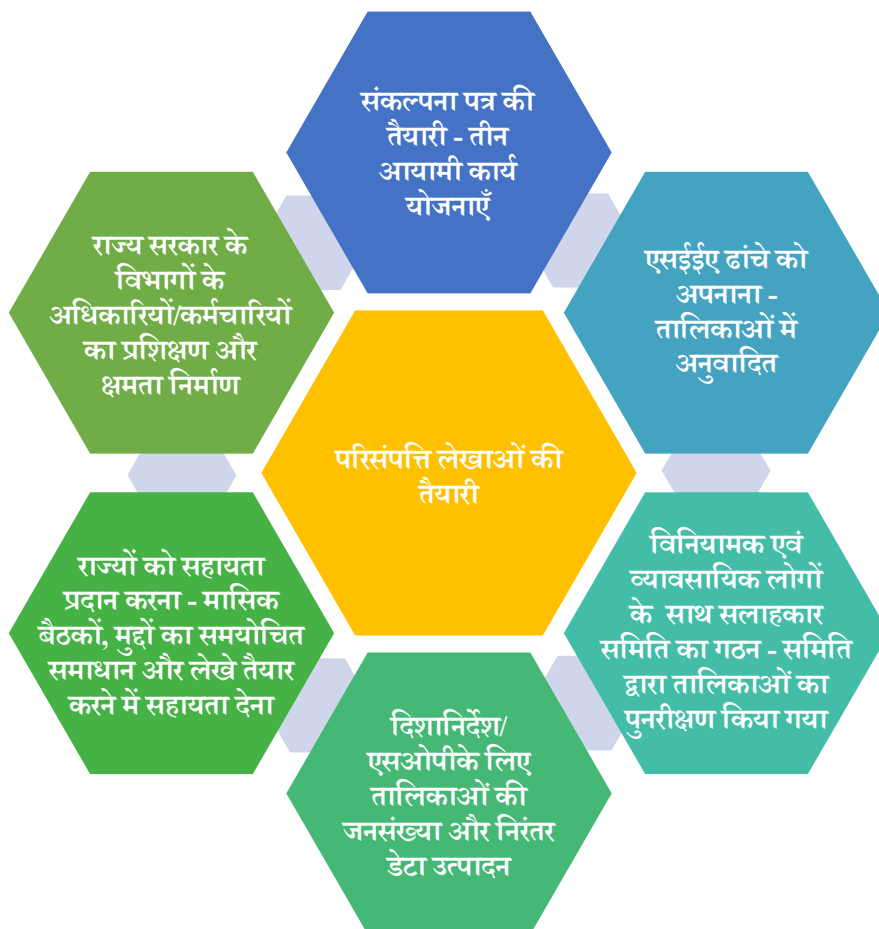 संकल्पना पत्र की
तैयारी - तीन
आयामी कार्य
योजनाएँ
एसईईए ढांचे को
अपनाना -
तालिकाओं में
अनुवादित
विनियामक एवं
व्यावसायिक लोगों
के साथ सलाहकार
समिति का गठन - समिति
द्वारा तालिकाओं का
पुनरीक्षण किया गया
दिशानिर्देश/
एसओपीके लिए
तालिकाओं की
जनसंख्या और निरंतर
डेटा उत्पादन
राज्यों को सहायता
प्रदान करना - मासिक
बैठकों, मुद्दों का समयोचित
समाधान और लेखे तैयार
करने में सहायता देना
राज्य सरकार के
विभागों के
अधिकारियों/कर्मचारियों
का प्रशिक्षण और
क्षमता निर्माण
परिसंपत्ति लेखाओं की
तैयारी